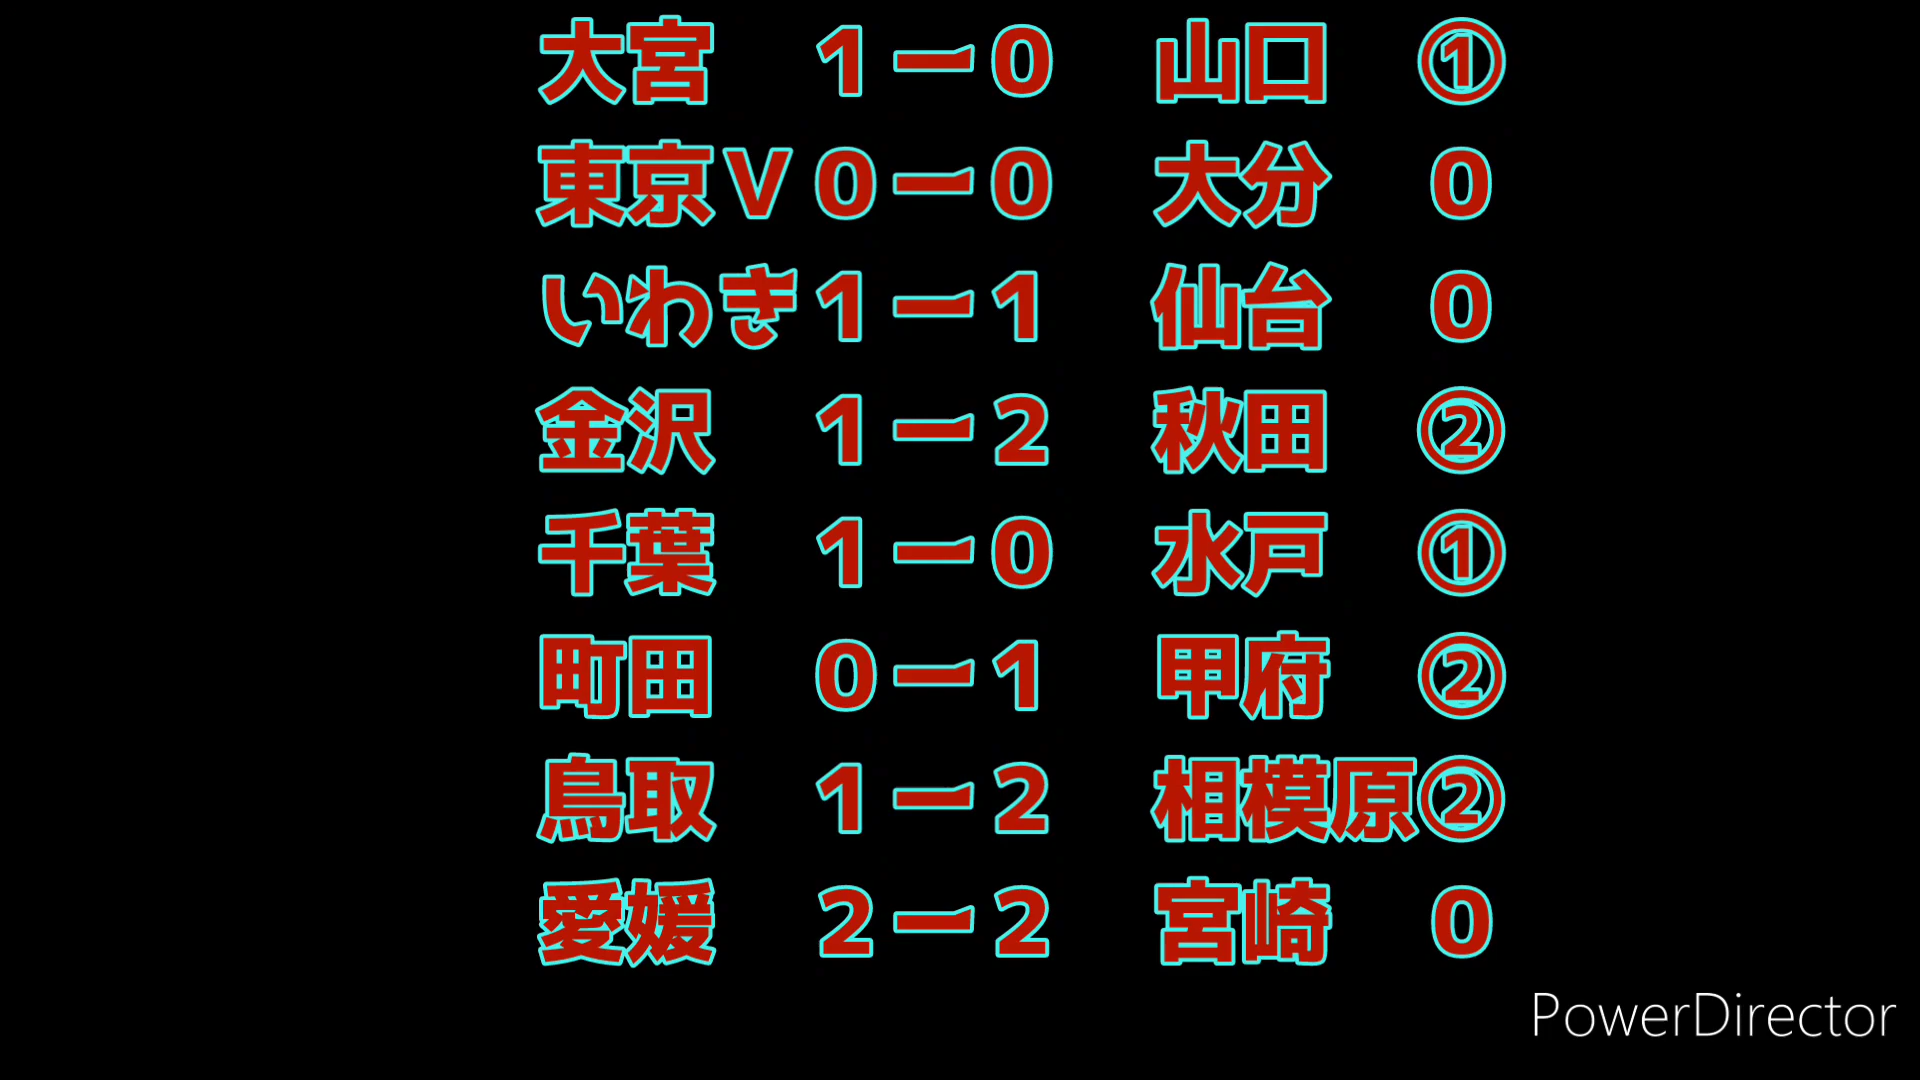 大宮　１ー０　山口　①
東京Ｖ０ー０　大分　０
いわき１ー１　仙台　０
金沢　１ー２　秋田　②
千葉　１ー０　水戸　①
町田　０ー１　甲府　②
鳥取　１ー２　相模原②
愛媛　２ー２　宮崎　０
PowerDirector